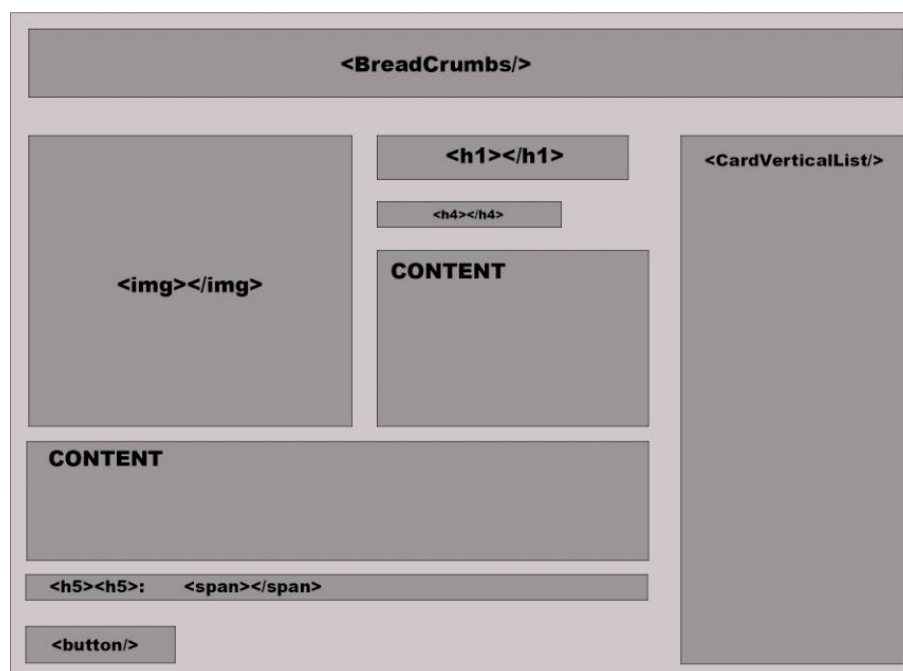 <BreadCrumbs/>
<h1></h1>
<CardVerticalList/>
<h4></h4>
<img></img>
CONTENT
CONTENT
<h5><h5>: <span></span>
<button/>